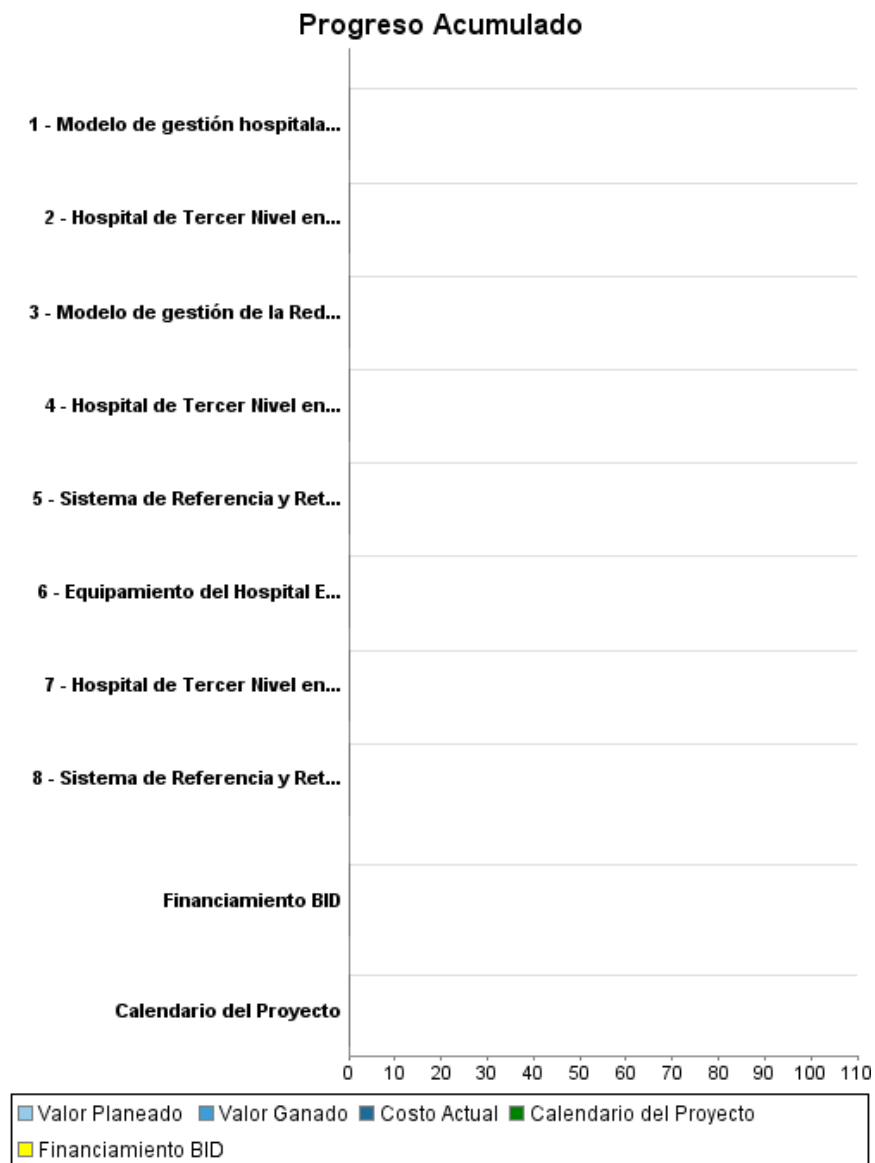 Progreso Acumulado
1 - Modelo de gestión hospitala...
2 - Hospital de Tercer Nivel en...
3 - Modelo de gestión de la Red...
4 - Hospital de Tercer Nivel en...
5 - Sistema de Referencia y Ret...
6 - Equipamiento del Hospital E...
7 - Hospital de Tercer Nivel en...
8 - Sistema de Referencia y Ret...
Financiamiento BID
Calendario del Proyecto
0 10 20 30 40 50 60 70 80 90 100 110
Valor Planeado Valor Ganado Costo Actual Calendario del Proyecto
Financiamiento BID